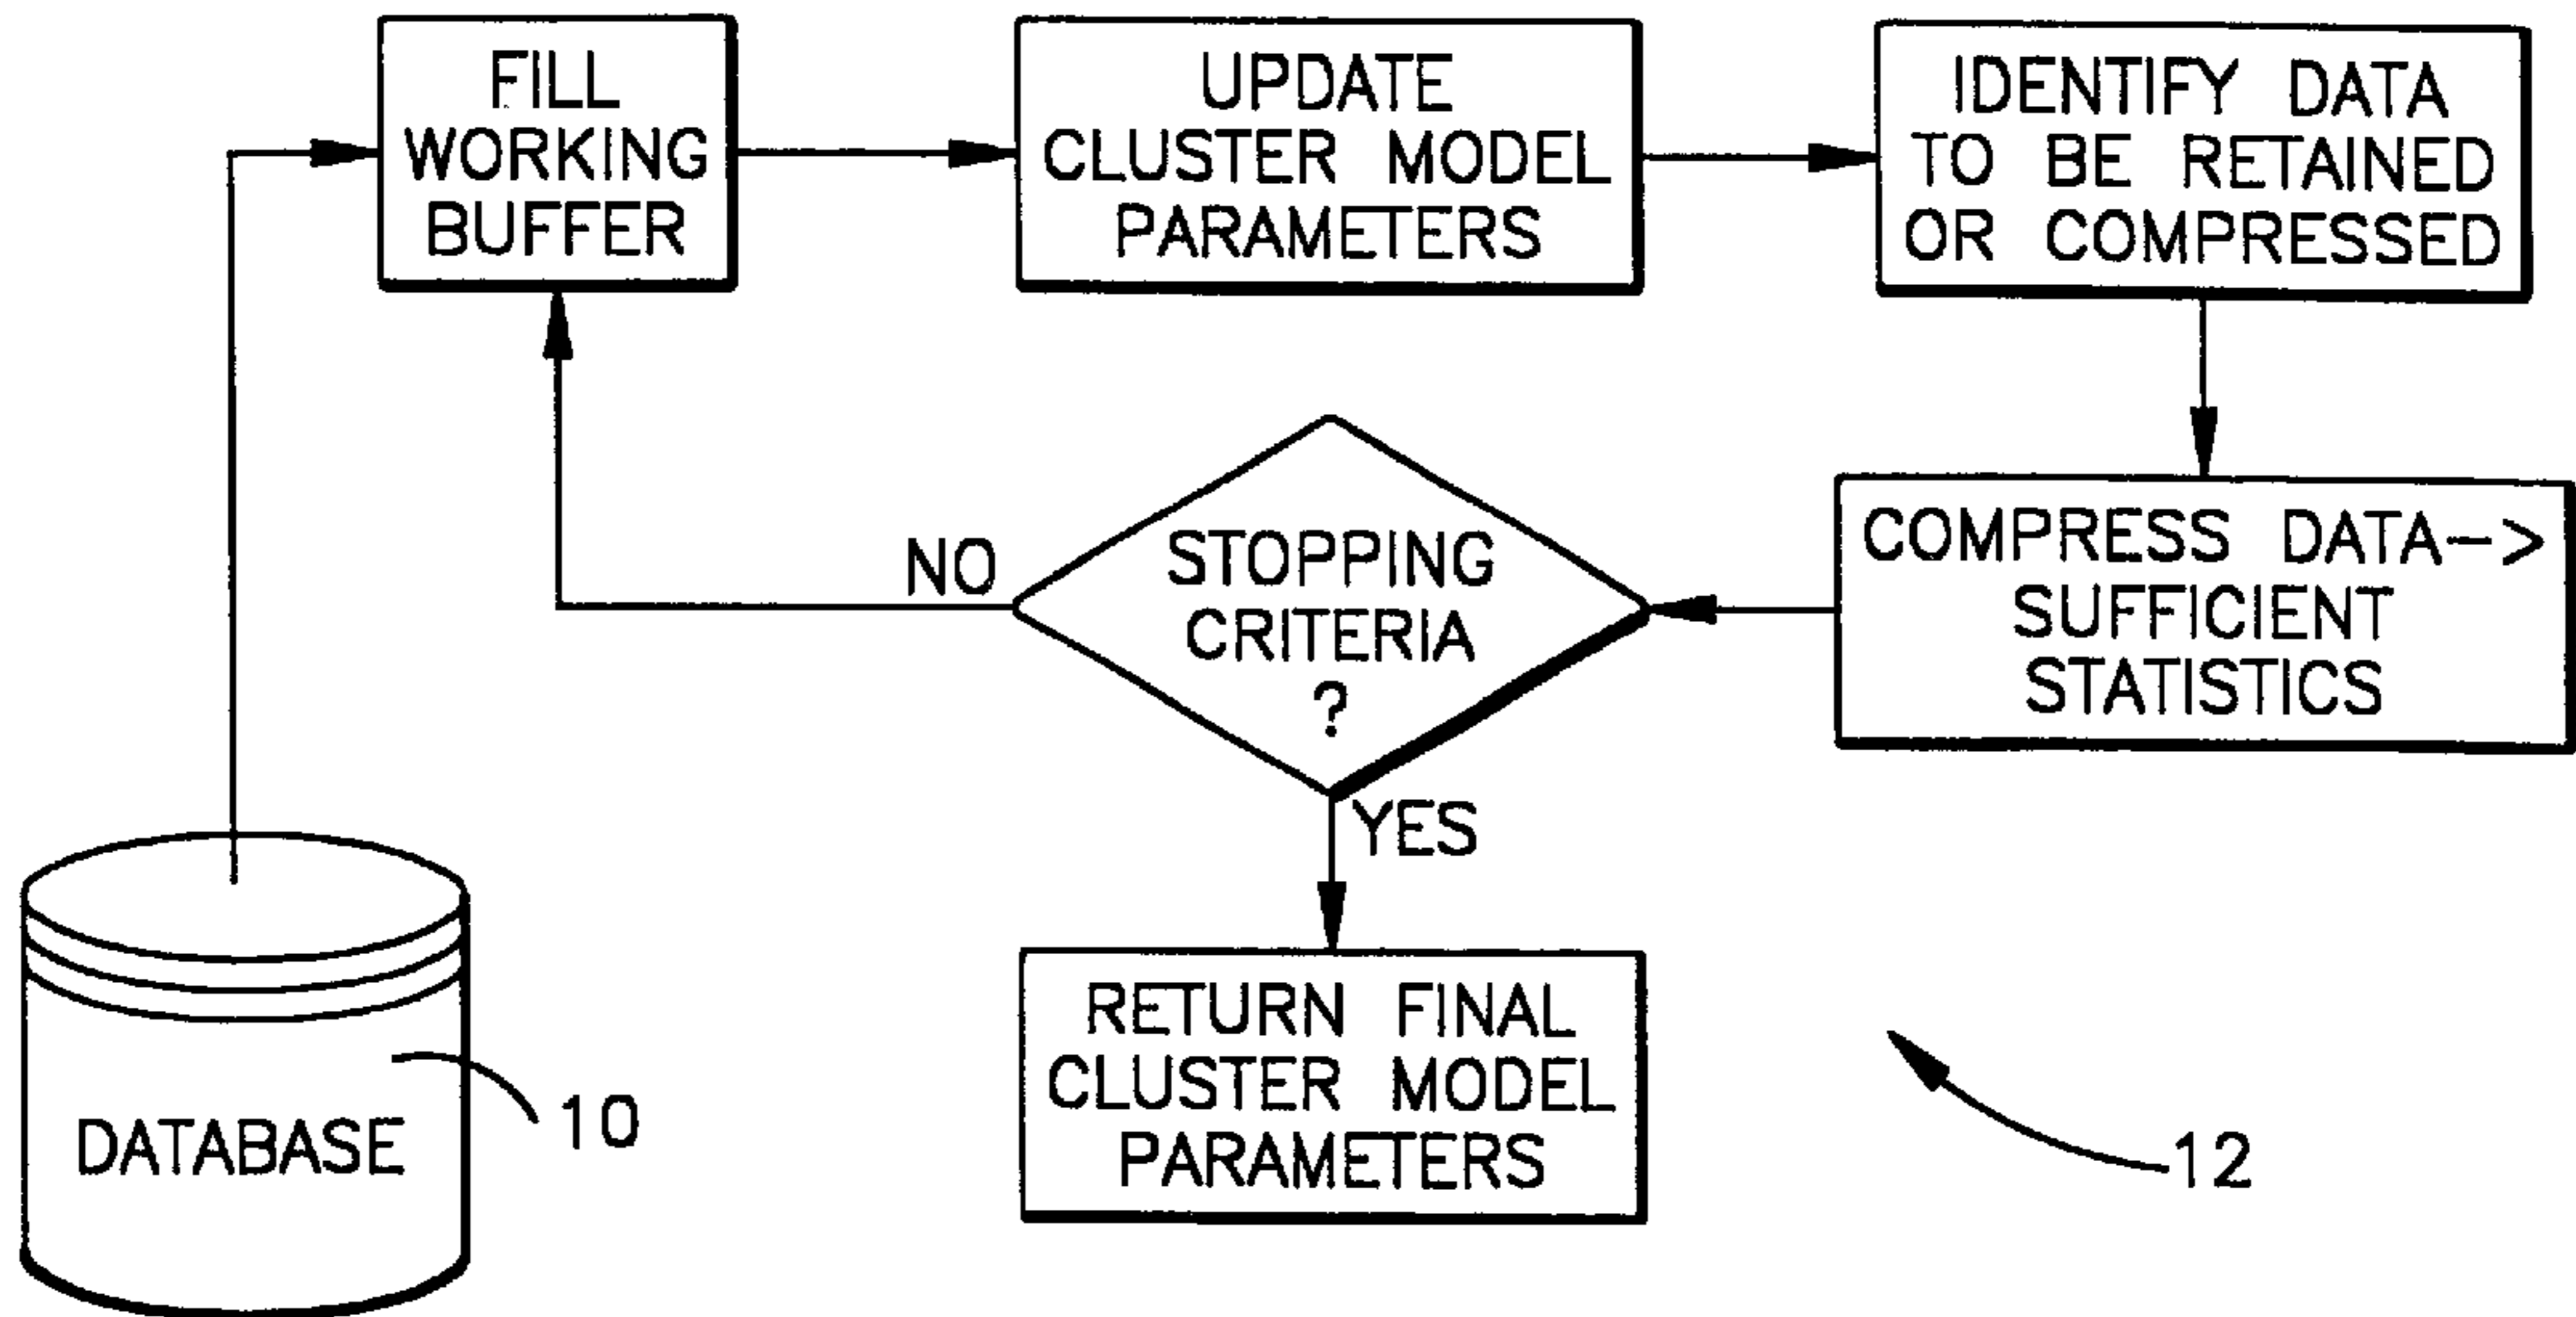 FILL
WORKING
BUFFER
UPDATE
CLUSTER MODEL
PARAMETERS
IDENTIFY DATA
TO BE RETAINED
OR COMPRESSED
COMPRESS DATA->
SUFFICIENT
STATISTICS
STOPPING
CRITERIA
?
NO
YES
RETURN FINAL
CLUSTER MODEL
PARAMETERS
DATABASE
10
12